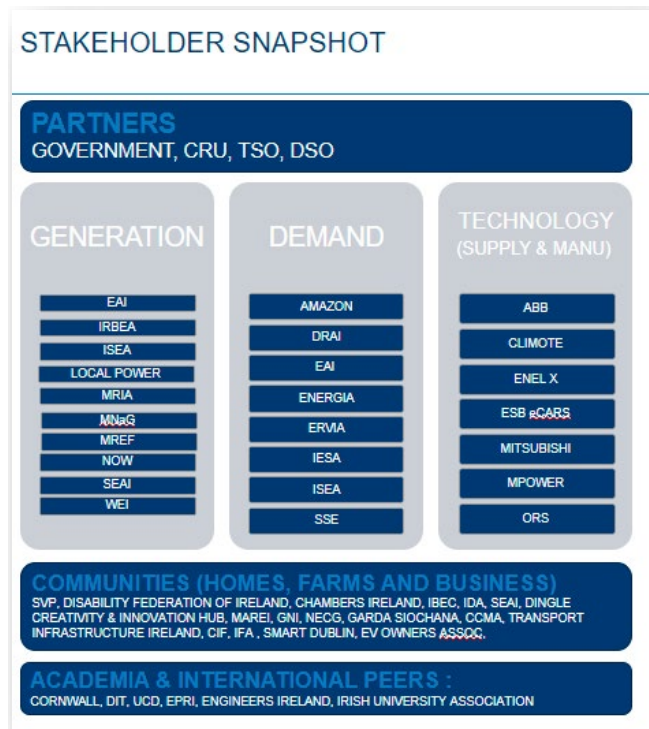 STAKEHOLDER SNAPSHOT
PARTNERS
GOVERNMENT, CRU, TSO, DSO
GENERATION
EAI
IRBEA
ISEA
LOCAL POWER
MRIA
MNaG
MREF
NOW
SEAI
WEI
DEMAND
AMAZON
DRAI
EAI
ENERGIA
ERVIA
IESA
ISEA
SSE
TECHNOLOGY
(SUPPLY & MANU)
ABB
CLIMOTE
ENEL X
ESB eCARS
MITSUBISHI
MPOWER
ORS
COMMUNITIES (HOMES, FARMS AND BUSINESS)
SVP, DISABILITY FEDERATION OF IRELAND, CHAMBERS IRELAND, IBEC, IDA, SEAI, DINGLE
CREATIVITY & INNOVATION HUB, MAREI, GNI, NECG, GARDA SIOCHANA, CCMA, TRANSPORT
INFRASTRUCTURE IRELAND, CIF, IFA , SMART DUBLIN, EV OWNERS ASSOC,
ACADEMIA & INTERNATIONAL PEERS :
CORNWALL, DIT, UCD, EPRI, ENGINEERS IRELAND, IRISH UNIVERSITY ASSOCIATION